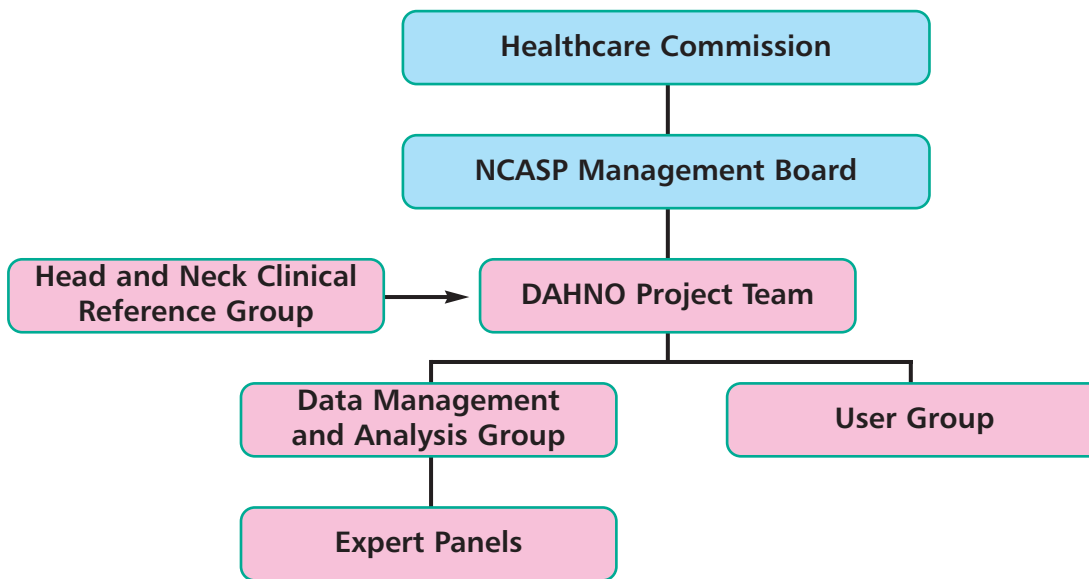 Healthcare Commission
NCASP Management Board
Head and Neck Clinical
Reference Group
DAHNO Project Team
Data Management
and Analysis Group
User Group
Expert Panels